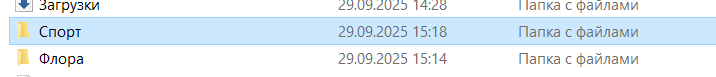 Загрузки 29.09.2025 14:28 Папка с файлами
Спорт 29.09.2025 15:18 Папка с файлами
Флора 29.09.2025 15:14 Папка с файлами